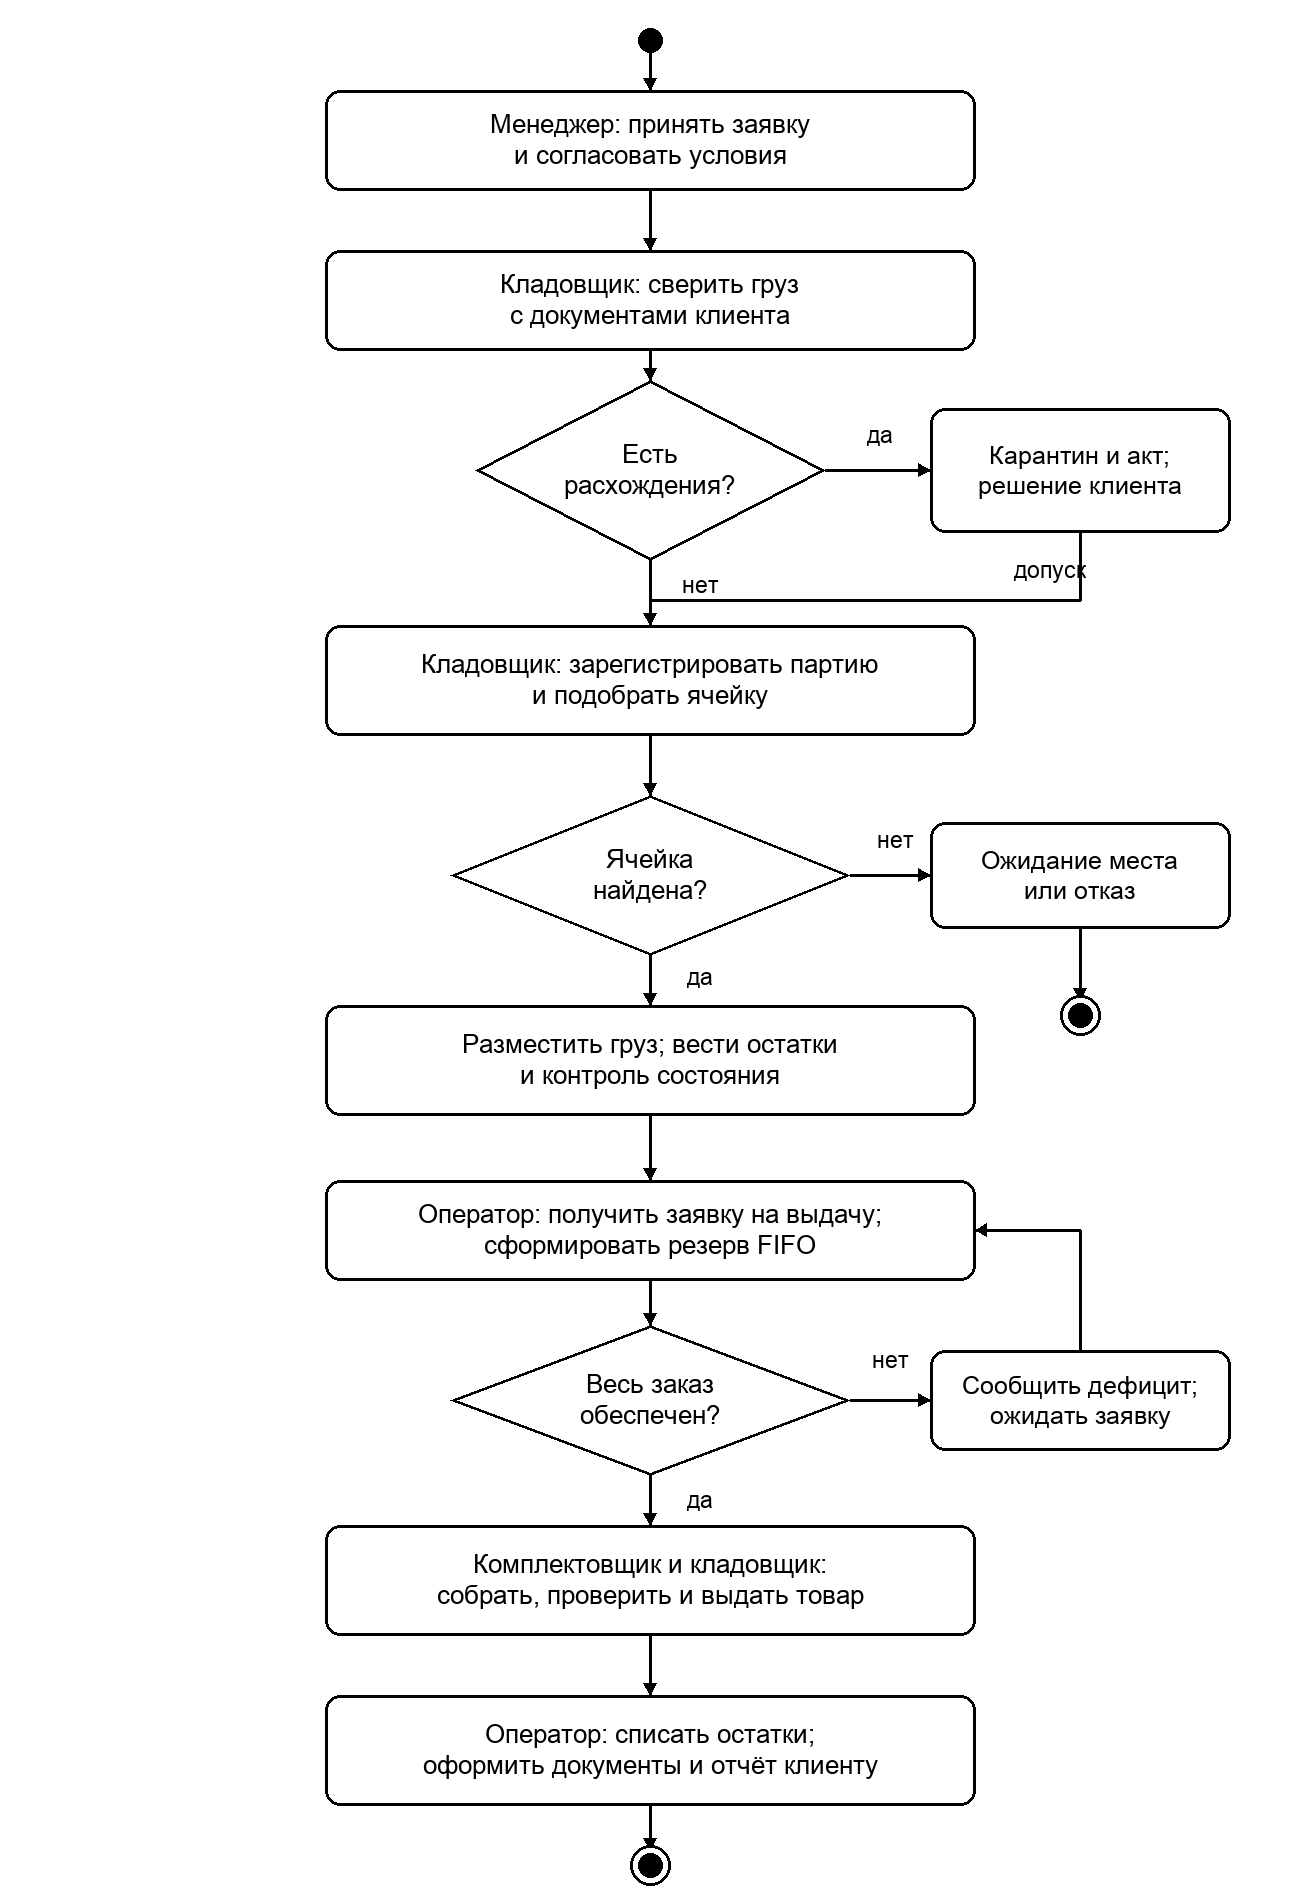 Менеджер: принять заявку
и согласовать условия
Кладовщик: сверить груз
с документами клиента
Есть
расхождения?
да
Карантин и акт;
решение клиента
допуск
нет
Кладовщик: зарегистрировать партию
и подобрать ячейку
Ячейка
найдена?
нет
Ожидание места
или отказ
да
Разместить груз; вести остатки
и контроль состояния
Оператор: получить заявку на выдачу;
сформировать резерв FIFO
Весь заказ
обеспечен?
нет
Сообщить дефицит;
ожидать заявку
да
Комплектовщик и кладовщик:
собрать, проверить и выдать товар
Оператор: списать остатки;
оформить документы и отчёт клиенту